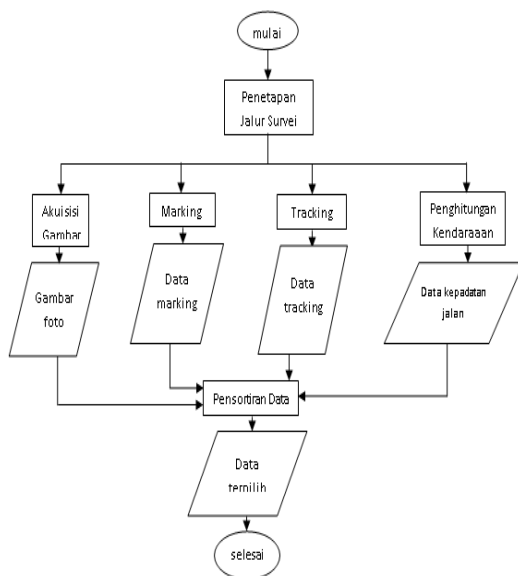 mulai
Penetapan
Jalur Survei
Akuisisi
Gambar
Marking
Tracking
Penghitungan
Kendaraaan
Gambar
foto
Data
marking
Data
tracking
Data kepadatan
jalan
Pensortiran Data
Data
terpilih
selesai